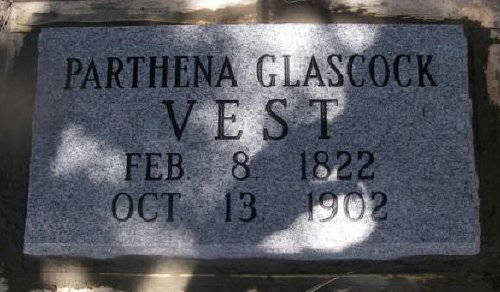 PARTHENA GLASCOCK
VEST
FEB. 8. 1822
OCT. 13. 1902